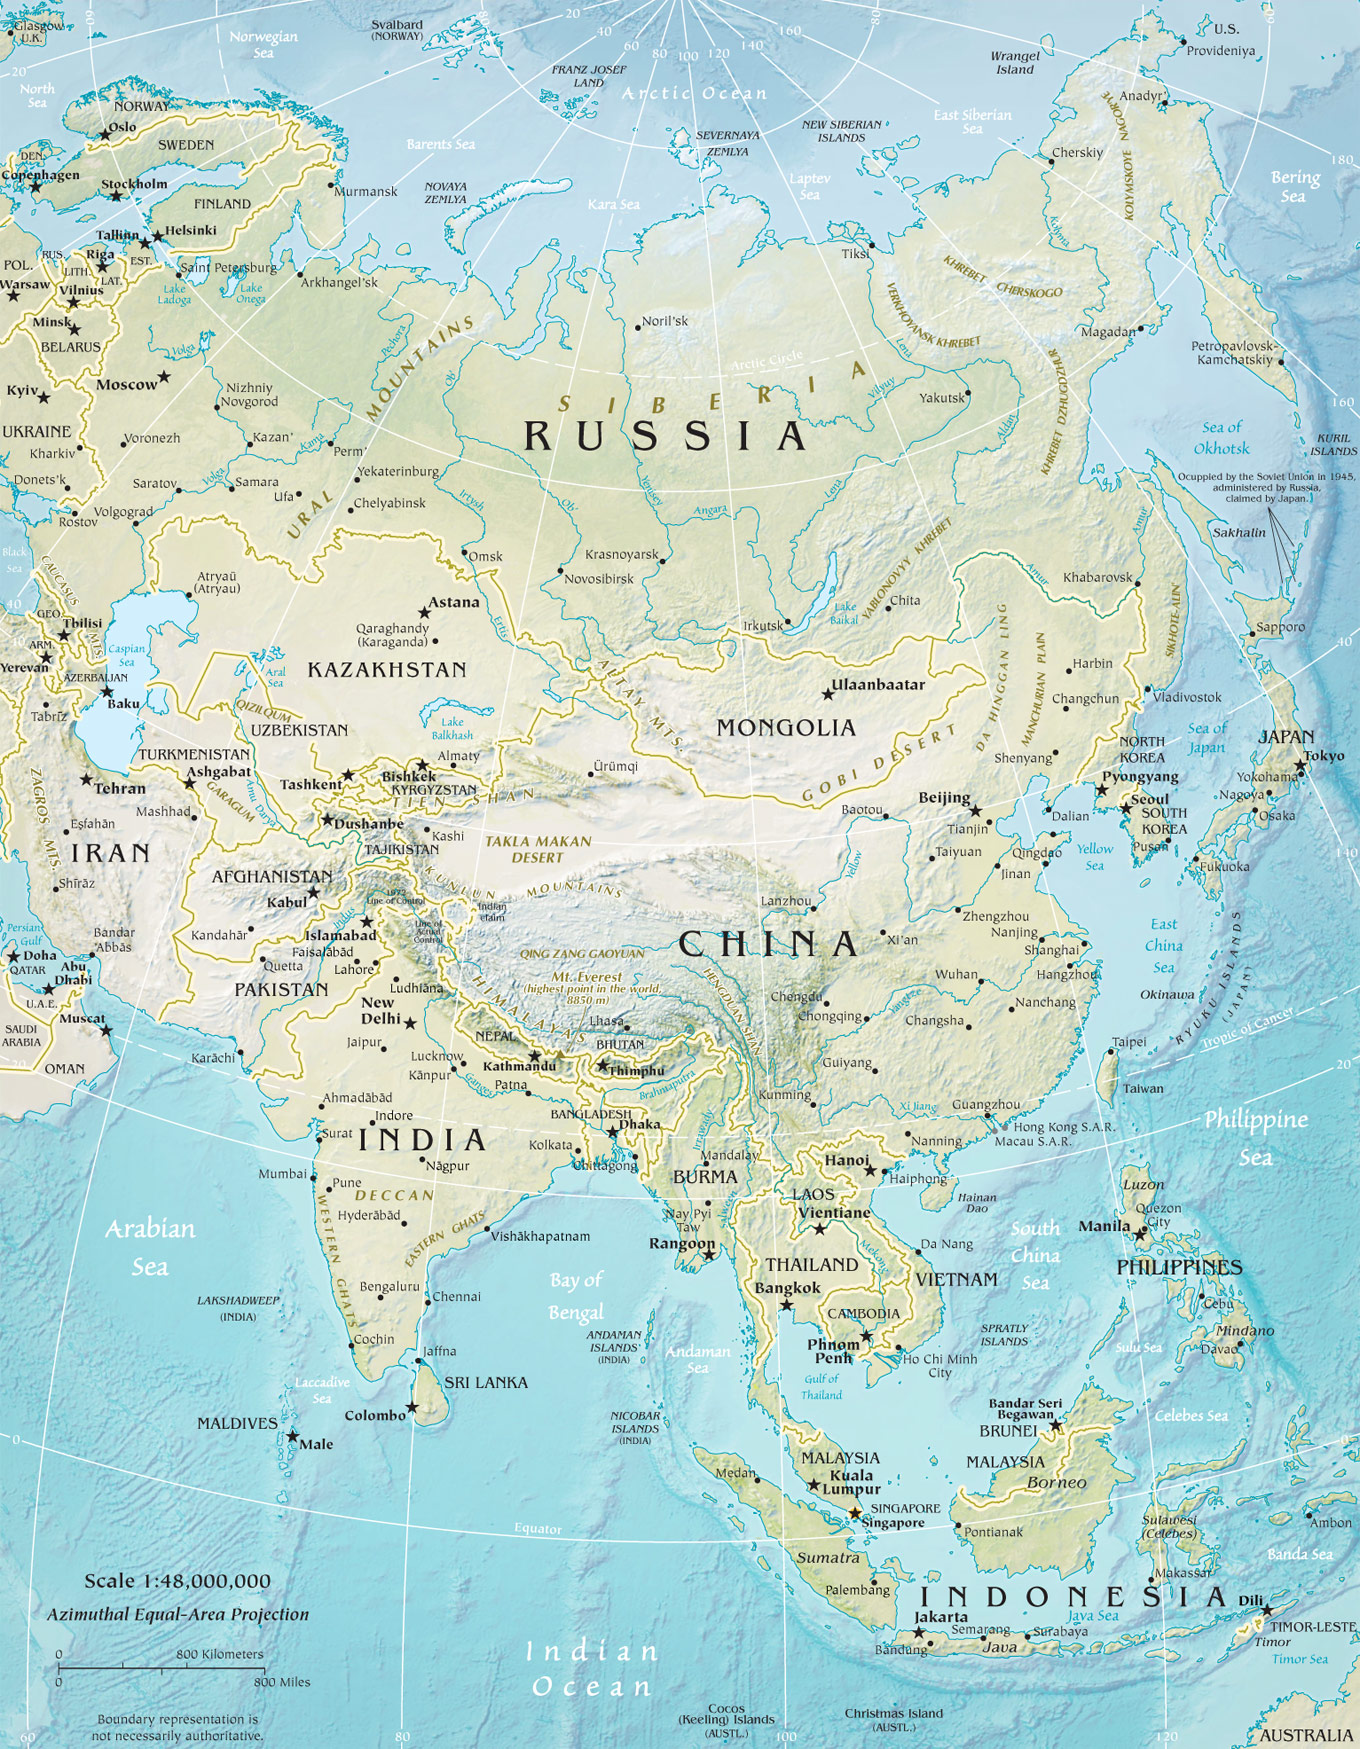 Glasgow
U.K.
Norwegian
Sea
Svalbard
(NORWAY)
20
40
60
80
100
120
140
160
80
60
U.S.
Provideniya
Wrangel
Island
FRANZ JOSEF
LAND
Arctic Ocean
20
North
Sea
NORWAY
Oslo
SWEDEN
DEN.
Copenhagen
Stockholm
FINLAND
Murmansk
Barents Sea
NOVAYA
ZEMLYA
Kara Sea
SEVERNAYA
ZEMLYA
NEW SIBERIAN
ISLANDS
Laptev
Sea
East Siberian
Sea
Anadyr'
Cherskiy
KOLYMSKOYE NAGOR'YE
Kolyma
180
Bering
Sea
Tallinn
Helsinki
Riga
EST.
RUS.
LITH.
LAT.
POL.
Warsaw
Vilnius
Saint Petersburg
Lake
Ladoga
Lake
Onega
Arkhangel'sk
Minsk
BELARUS
Volga
Pechora
Kyiv
Moscow
Nizhniy
Novgorod
URAL MOUNTAINS
Ob'
Noril'sk
Arctic Circle
Tiksi
KHREBET CHERSKOGO
VERKHOYANSK KHREBET
Lena
Vilyuy
Yakutsk
Aldan
Magadan
KHREBET DZHUGDZHUR
Petropavlovsk-
Kamchatskiy
160
SIBERIA
RUSSIA
UKRAINE
Kharkiv
Voronezh
Kazan'
Kama
Perm'
Donets'k
Saratov
Volga
Samara
Ufa
Yekaterinburg
Chelyabinsk
Rostov
Volgograd
Irtysh
Ob'
Yenisey
Angara
Lena
Sea of
Okhotsk
KURIL
ISLANDS
Occupied by the Soviet Union in 1945,
administered by Russia,
claimed by Japan.
Sakhalin
Black
Sea
CAUCASUS MTS.
40
GEO.
Tbilisi
ARM.
Yerevan
AZERBAIJAN
Baku
Tabrīz
Caspian
Sea
Atryaū
(Atryau)
Omsk
Novosibirsk
Krasnoyarsk
Irkutsk
Lake
Baikal
YABLONOVYY KHREBET
Chita
Amur
Amur
Khabarovsk
SIKHOTE-ALIN'
Sapporo
40
Astana
Qaraghandy
(Karaganda)
Ertis
KAZAKHSTAN
Aral
Sea
QIZILQUM
UZBEKISTAN
Lake
Balkhash
ALTAY MTS.
Ulaanbaatar
MONGOLIA
GOBI DESERT
DA HINGGAN LING
MANCHURIAN PLAIN
Harbin
Changchun
Vladivostok
Shenyang
NORTH
KOREA
Pyongyang
Sea of
Japan
JAPAN
Tokyo
Yokohama
Nagoya
Osaka
TURKMENISTAN
Ashgabat
GARAGUM
Amu Darya
Tashkent
Bishkek
KYRGYZSTAN
Almaty
TIEN SHAN
Ürümqi
Dushanbe
TAJIKISTAN
Kashi
TAKLA MAKAN
DESERT
Tehran
Mashhad
Eşfahān
ZAGROS MTS.
IRAN
Shīrāz
Baotou
Beijing
Tianjin
Dalian
Seoul
SOUTH
KOREA
Pusan
Fukuoka
Yellow
Sea
Taiyuan
Jinan
Qingdao
Yellow
140
AFGHANISTAN
Kabul
Kandahār
Indus
1972
Line of Control
KUNLUN MOUNTAINS
Indian
claim
Line of
Actual
Control
Islamabad
Faisalābād
Lahore
Quetta
PAKISTAN
Ludhiāna
New
Delhi
Jaipur
Lucknow
Kānpur
Persian
Gulf
Doha
QATAR
Abu
Dhabi
U.A.E.
SAUDI
ARABIA
Bandar
'Abbās
Muscat
OMAN
20
Karāchi
QING ZANG GAOYUAN
Mt. Everest
(highest point in the world,
8850 m)
HIMALAYAS
HENGDUAN SHAN
Lhasa
NEPAL
Kathmandu
BHUTAN
Thimphu
Ganges
Patna
Brahmaputra
CHINA
Lanzhou
Xi'an
Zhengzhou
Nanjing
Shanghai
Hangzhou
Wuhan
Chengdu
Chongqing
Yangtze
Nanchang
Changsha
Guiyang
Kunming
Xi Jiang
Guangzhou
Hong Kong S.A.R.
Macau S.A.R.
Nanning
Taipei
Taiwan
East
China
Sea
Okinawa
RYUKU ISLANDS
(JAPAN)
Tropic of Cancer
20
Philippine
Sea
Ahmadābād
Indore
Surat
INDIA
Kolkata
BANGLADESH
Dhaka
Chittagong
Nāgpur
Mumbai
Pune
DECCAN
Hyderābād
WESTERN GHATS
EASTERN GHATS
Vishākhapatnam
Bengaluru
Chennai
Cochin
Jaffna
Irrawaddy
Mandalay
BURMA
Nay Pyi
Taw
Salween
Rangoon
Hanoi
Haiphong
LAOS
Vientiane
THAILAND
Bangkok
Mekong
Da Nang
VIETNAM
CAMBODIA
Phnom
Penh
Ho Chi Minh
City
Gulf of
Thailand
Hainan
Dao
South
China
Sea
SPRATLY
ISLANDS
Luzon
Quezon
City
Manila
PHILIPPINES
Cebu
Mindano
Davao
Sulu Sea
Arabian
Sea
LAKSHADWEEP
(INDIA)
Laccadive
Sea
SRI LANKA
Colombo
MALDIVES
Male
Bay of
Bengal
ANDAMAN
ISLANDS
(INDIA)
Andaman
Sea
NICOBAR
ISLANDS
(INDIA)
Bandar Seri
Begawan
BRUNEI
MALAYSIA
Borneo
Celebes Sea
MALAYSIA
Kuala
Lumpur
SINGAPORE
Singapore
Medan
Sumatra
Pontianak
Palembang
Sulawesi
(Celebes)
Makassar
Ambon
Banda Sea
0
0
Equator
INDONESIA
Jakarta
Semarang
Java Sea
Surabaya
Bandung
Java
Dili
TIMOR-LESTE
Timor
Timor Sea
Scale 1:48,000,000
Azimuthal Equal-Area Projection
0
800 Kilometers
0
800 Miles
Boundary representation is
not necessarily authoritative.
Indian
Ocean
Cocos
(Keeling) Islands
(AUSTL.)
Christmas Island
(AUSTL.)
AUSTRALIA
60
80
100
120